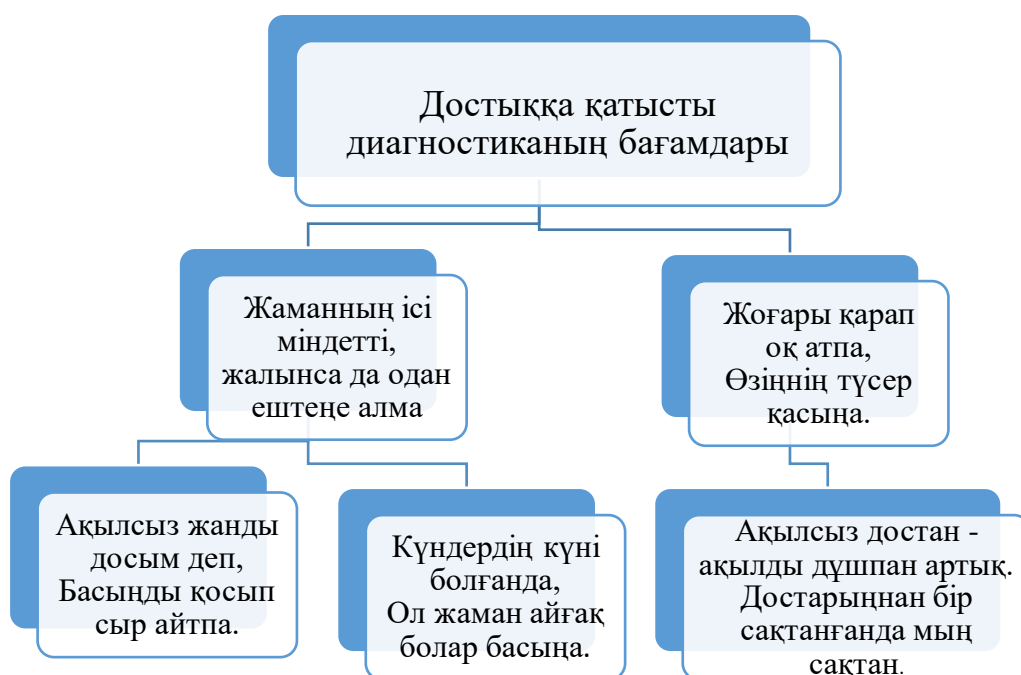 Достыққа қатысты
диагностиканың бағамдары
Жаманның ісі
міндетті,
жалынса да одан
ештеңе алма
Жоғары қарап
оқ атпа,
Өзіңнің түсер
қасыңа.
Ақылсыз жанды
досым деп,
Басыңды қосып
сыр айтпа.
Күндердің күні
болғанда,
Ол жаман айғақ
болар басыңа.
Ақылсыз достан -
ақылды дұшпан артық.
Достарыңнан бір
сақтанғанда мың
сақтан.